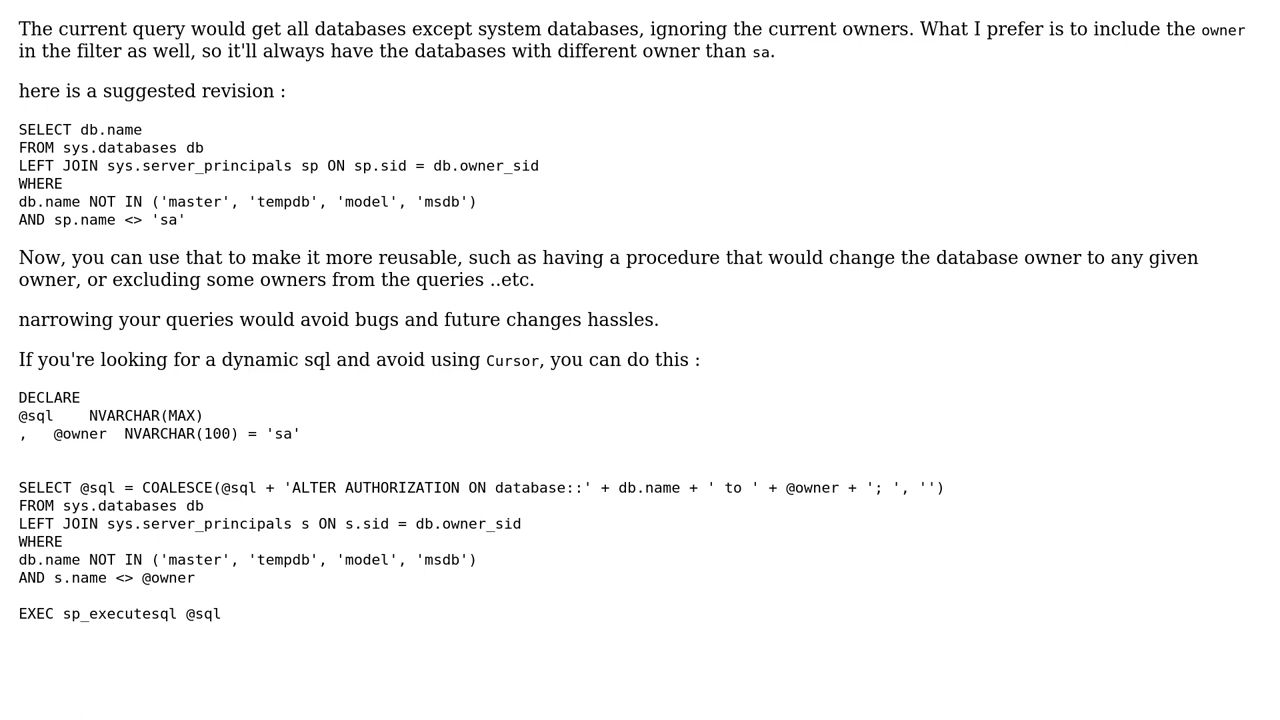 The current query would get all databases except system databases, ignoring the current owners. What I prefer is to include the owner
in the filter as well, so it'll always have the databases with different owner than sa.
here is a suggested revision :
SELECT db.name
FROM sys.databases db
LEFT JOIN sys.server_principals sp ON sp.sid = db.owner_sid
WHERE
db.name NOT IN ('master', 'tempdb', 'model', 'msdb')
AND sp.name <> 'sa'
Now, you can use that to make it more reusable, such as having a procedure that would change the database owner to any given
owner, or excluding some owners from the queries ..etc.
narrowing your queries would avoid bugs and future changes hassles.
If you're looking for a dynamic sql and avoid using Cursor, you can do this :
DECLARE
@sql    NVARCHAR(MAX)
,   @owner  NVARCHAR(100) = 'sa'
SELECT @sql = COALESCE(@sql + 'ALTER AUTHORIZATION ON database::' + db.name + ' to ' + @owner + '; ', '')
FROM sys.databases db
LEFT JOIN sys.server_principals s ON s.sid = db.owner_sid
WHERE
db.name NOT IN ('master', 'tempdb', 'model', 'msdb')
AND s.name <> @owner
EXEC sp_executesql @sql